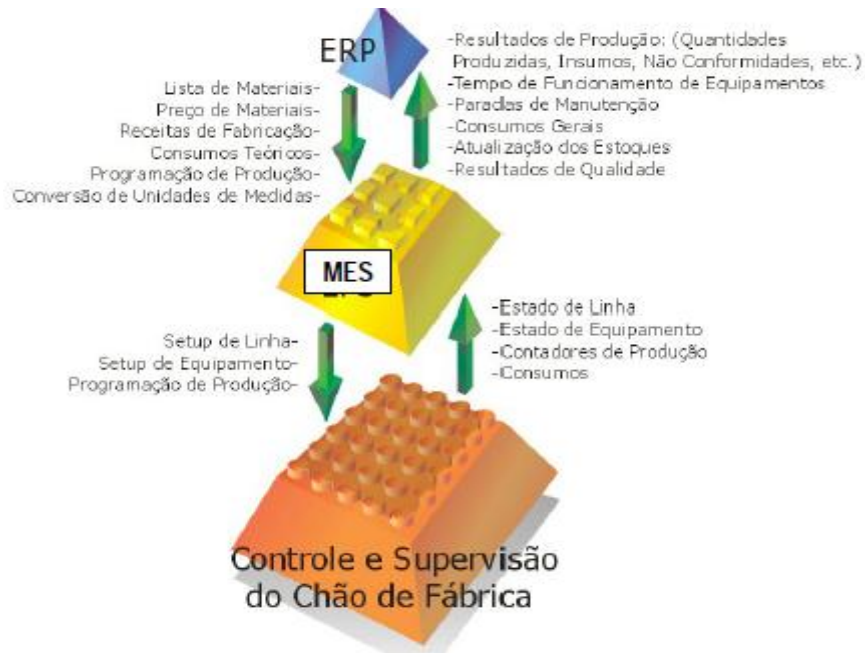 ERP
-Resultados de Produção: (Quantidades
Produzidas, Insumos, Não Conformidades, etc.)
-Tempo de Funcionamento de Equipamentos
-Paradas de Manutenção
-Consumos Gerais
-Atualização dos Estoques
-Resultados de Qualidade
Lista de Materiais-
Preço de Materiais-
Receitas de Fabricação-
Consumos Teóricos-
Programação de Produção-
Conversão de Unidades de Medidas-
MES
-Estado de Linha
-Estado de Equipamento
-Contadores de Produção
-Consumos
Setup de Linha-
Setup de Equipamento-
Programação de Produção-
Controle e Supervisão
do Chão de Fábrica